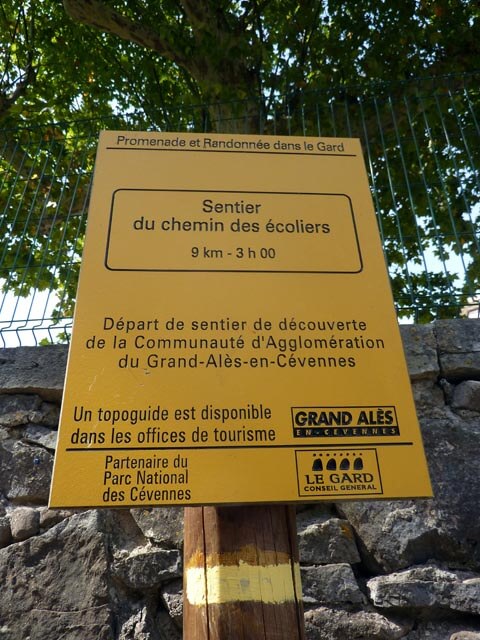 Promenade et Randonnée dans le Gard
Sentier
du chemin des écoliers
9 km - 3 h 00
Départ de sentier de découverte
de la Communauté d'Agglomération
du Grand-Alès-en-Cévennes
Un topoguide est disponible
dans les offices de tourisme
GRAND ALÈS
EN-CÉVENNES
Partenaire du
Parc National
des Cévennes
LE GARD
CONSEIL GENERAL